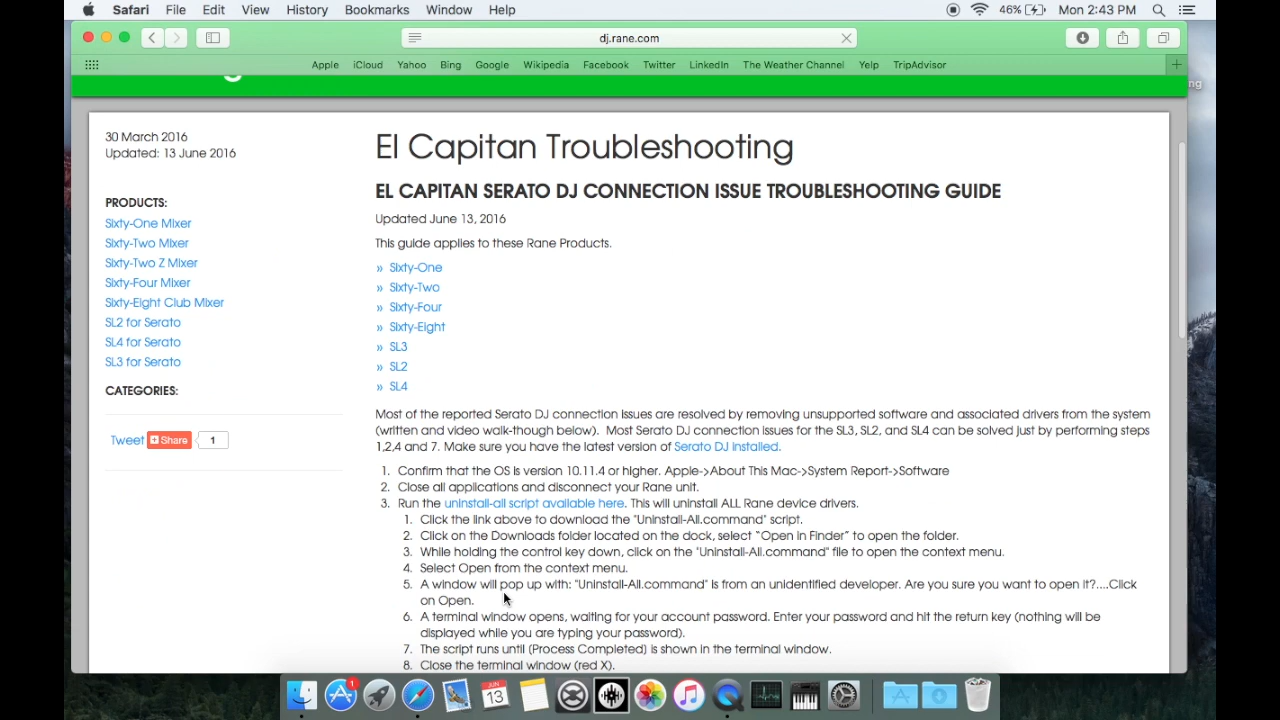 Safari File Edit View History Bookmarks Window Help 46% Mon 2:43 PM
dj.rane.com
Apple iCloud Yahoo Bing Google Wikipedia Facebook Twitter LinkedIn The Weather Channel Yelp TripAdvisor
30 March 2016
Updated: 13 June 2016
PRODUCTS:
Sixty-One Mixer
Sixty-Two Mixer
Sixty-Two Z Mixer
Sixty-Four Mixer
Sixty-Eight Club Mixer
SL2 for Serato
SL4 for Serato
SL3 for Serato
CATEGORIES:
Tweet Share 1
El Capitan Troubleshooting
EL CAPITAN SERATO DJ CONNECTION ISSUE TROUBLESHOOTING GUIDE
Updated June 13, 2016
This guide applies to these Rane Products.
» Sixty-One
» Sixty-Two
» Sixty-Four
» Sixty-Eight
» SL3
» SL2
» SL4
Most of the reported Serato DJ connection issues are resolved by removing unsupported software and associated drivers from the system
(written and video walk-though below). Most Serato DJ connection issues for the SL3, SL2, and SL4 can be solved just by performing steps
1,2,4 and 7. Make sure you have the latest version of Serato DJ installed.
1. Confirm that the OS is version 10.11.4 or higher. Apple->About This Mac->System Report->Software
2. Close all applications and disconnect your Rane unit.
3. Run the uninstall-all script available here. This will uninstall ALL Rane device drivers.
1. Click the link above to download the "Uninstall-All.command" script.
2. Click on the Downloads folder located on the dock, select “Open in Finder” to open the folder.
3. While holding the control key down, click on the "Uninstall-All.command" file to open the context menu.
4. Select Open from the context menu.
5. A window will pop up with: "Uninstall-All.command" is from an unidentified developer. Are you sure you want to open it?....Click
on Open.
6. A terminal window opens, waiting for your account password. Enter your password and hit the return key (nothing will be
displayed while you are typing your password).
7. The script runs until (Process Completed) is shown in the terminal window.
8. Close the terminal window (red X).
1
JUN
13